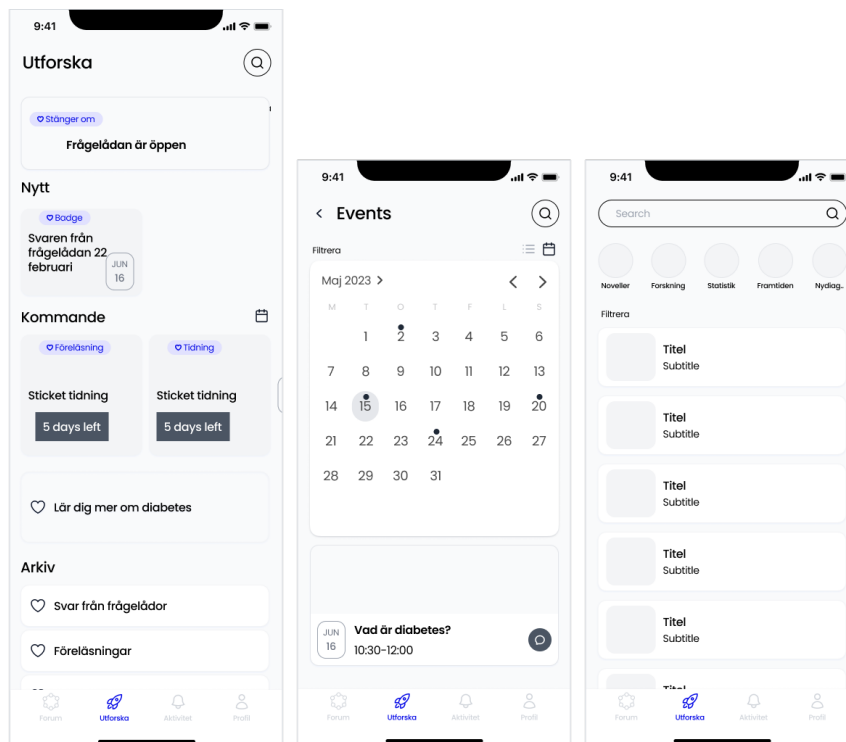 9:41
Utforska
Stänger om
Frågelådan är öppen
Nytt
Badge
Svaren från
frågelådan 22
februari
JUN
16
Kommande
Föreläsning
Tidning
Sticket tidning
Sticket tidning
5 days left
5 days left
Lär dig mer om diabetes
Arkiv
Svar från frågelådor
Föreläsningar
Forum
Utforska
Aktivitet
Profil
9:41
Events
Filtrera
Maj 2023
M T O T F L S
1 2 3 4 5 6
7 8 9 10 11 12 13
14 15 16 17 18 19 20
21 22 23 24 25 26 27
28 29 30 31
JUN
16
Vad är diabetes?
10:30-12:00
Forum
Utforska
Aktivitet
Profil
9:41
Search
Noveller
Forskning
Statistik
Framtiden
Nydiag..
Filtrera
Titel
Subtitle
Titel
Subtitle
Titel
Subtitle
Titel
Subtitle
Titel
Subtitle
Titel
Forum
Utforska
Aktivitet
Profil